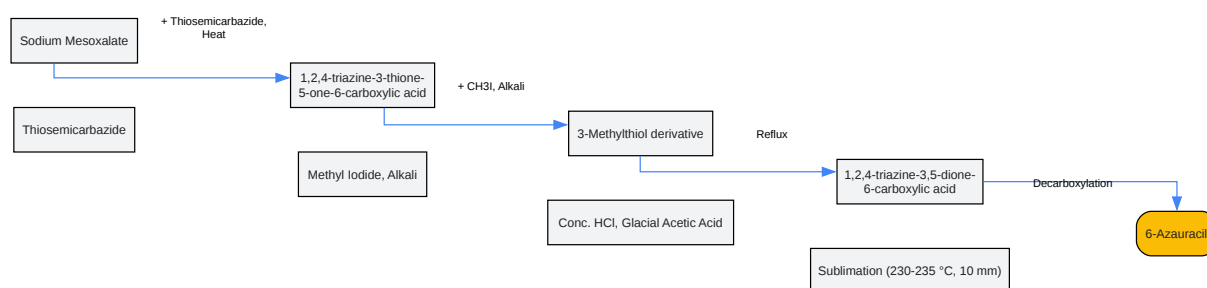 Sodium Mesoxalate
+ Thiosemicarbazide,
Heat
Thiosemicarbazide
1,2,4-triazine-3-thione-
5-one-6-carboxylic acid
+ CH3I, Alkali
Methyl Iodide, Alkali
3-Methylthiol derivative
Reflux
Conc. HCl, Glacial Acetic Acid
1,2,4-triazine-3,5-dione-
6-carboxylic acid
Decarboxylation
Sublimation (230-235 °C, 10 mm)
6-Azauracil